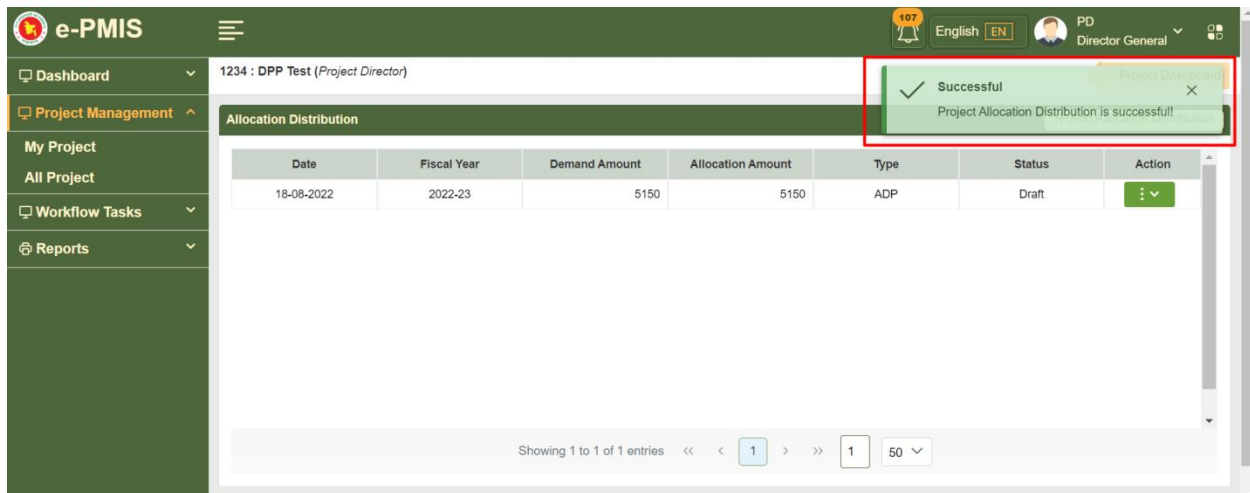 e-PMIS
107
English EN
PD
Director General
Dashboard
Project Management
My Project
All Project
Workflow Tasks
Reports
1234 : DPP Test (Project Director)
Project Dashboard
Successful
Project Allocation Distribution is successful!
Allocation Distribution
Date Fiscal Year Demand Amount Allocation Amount Type Status Action
18-08-2022 2022-23 5150 5150 ADP Draft
Showing 1 to 1 of 1 entries << < 1 > >> 1 50